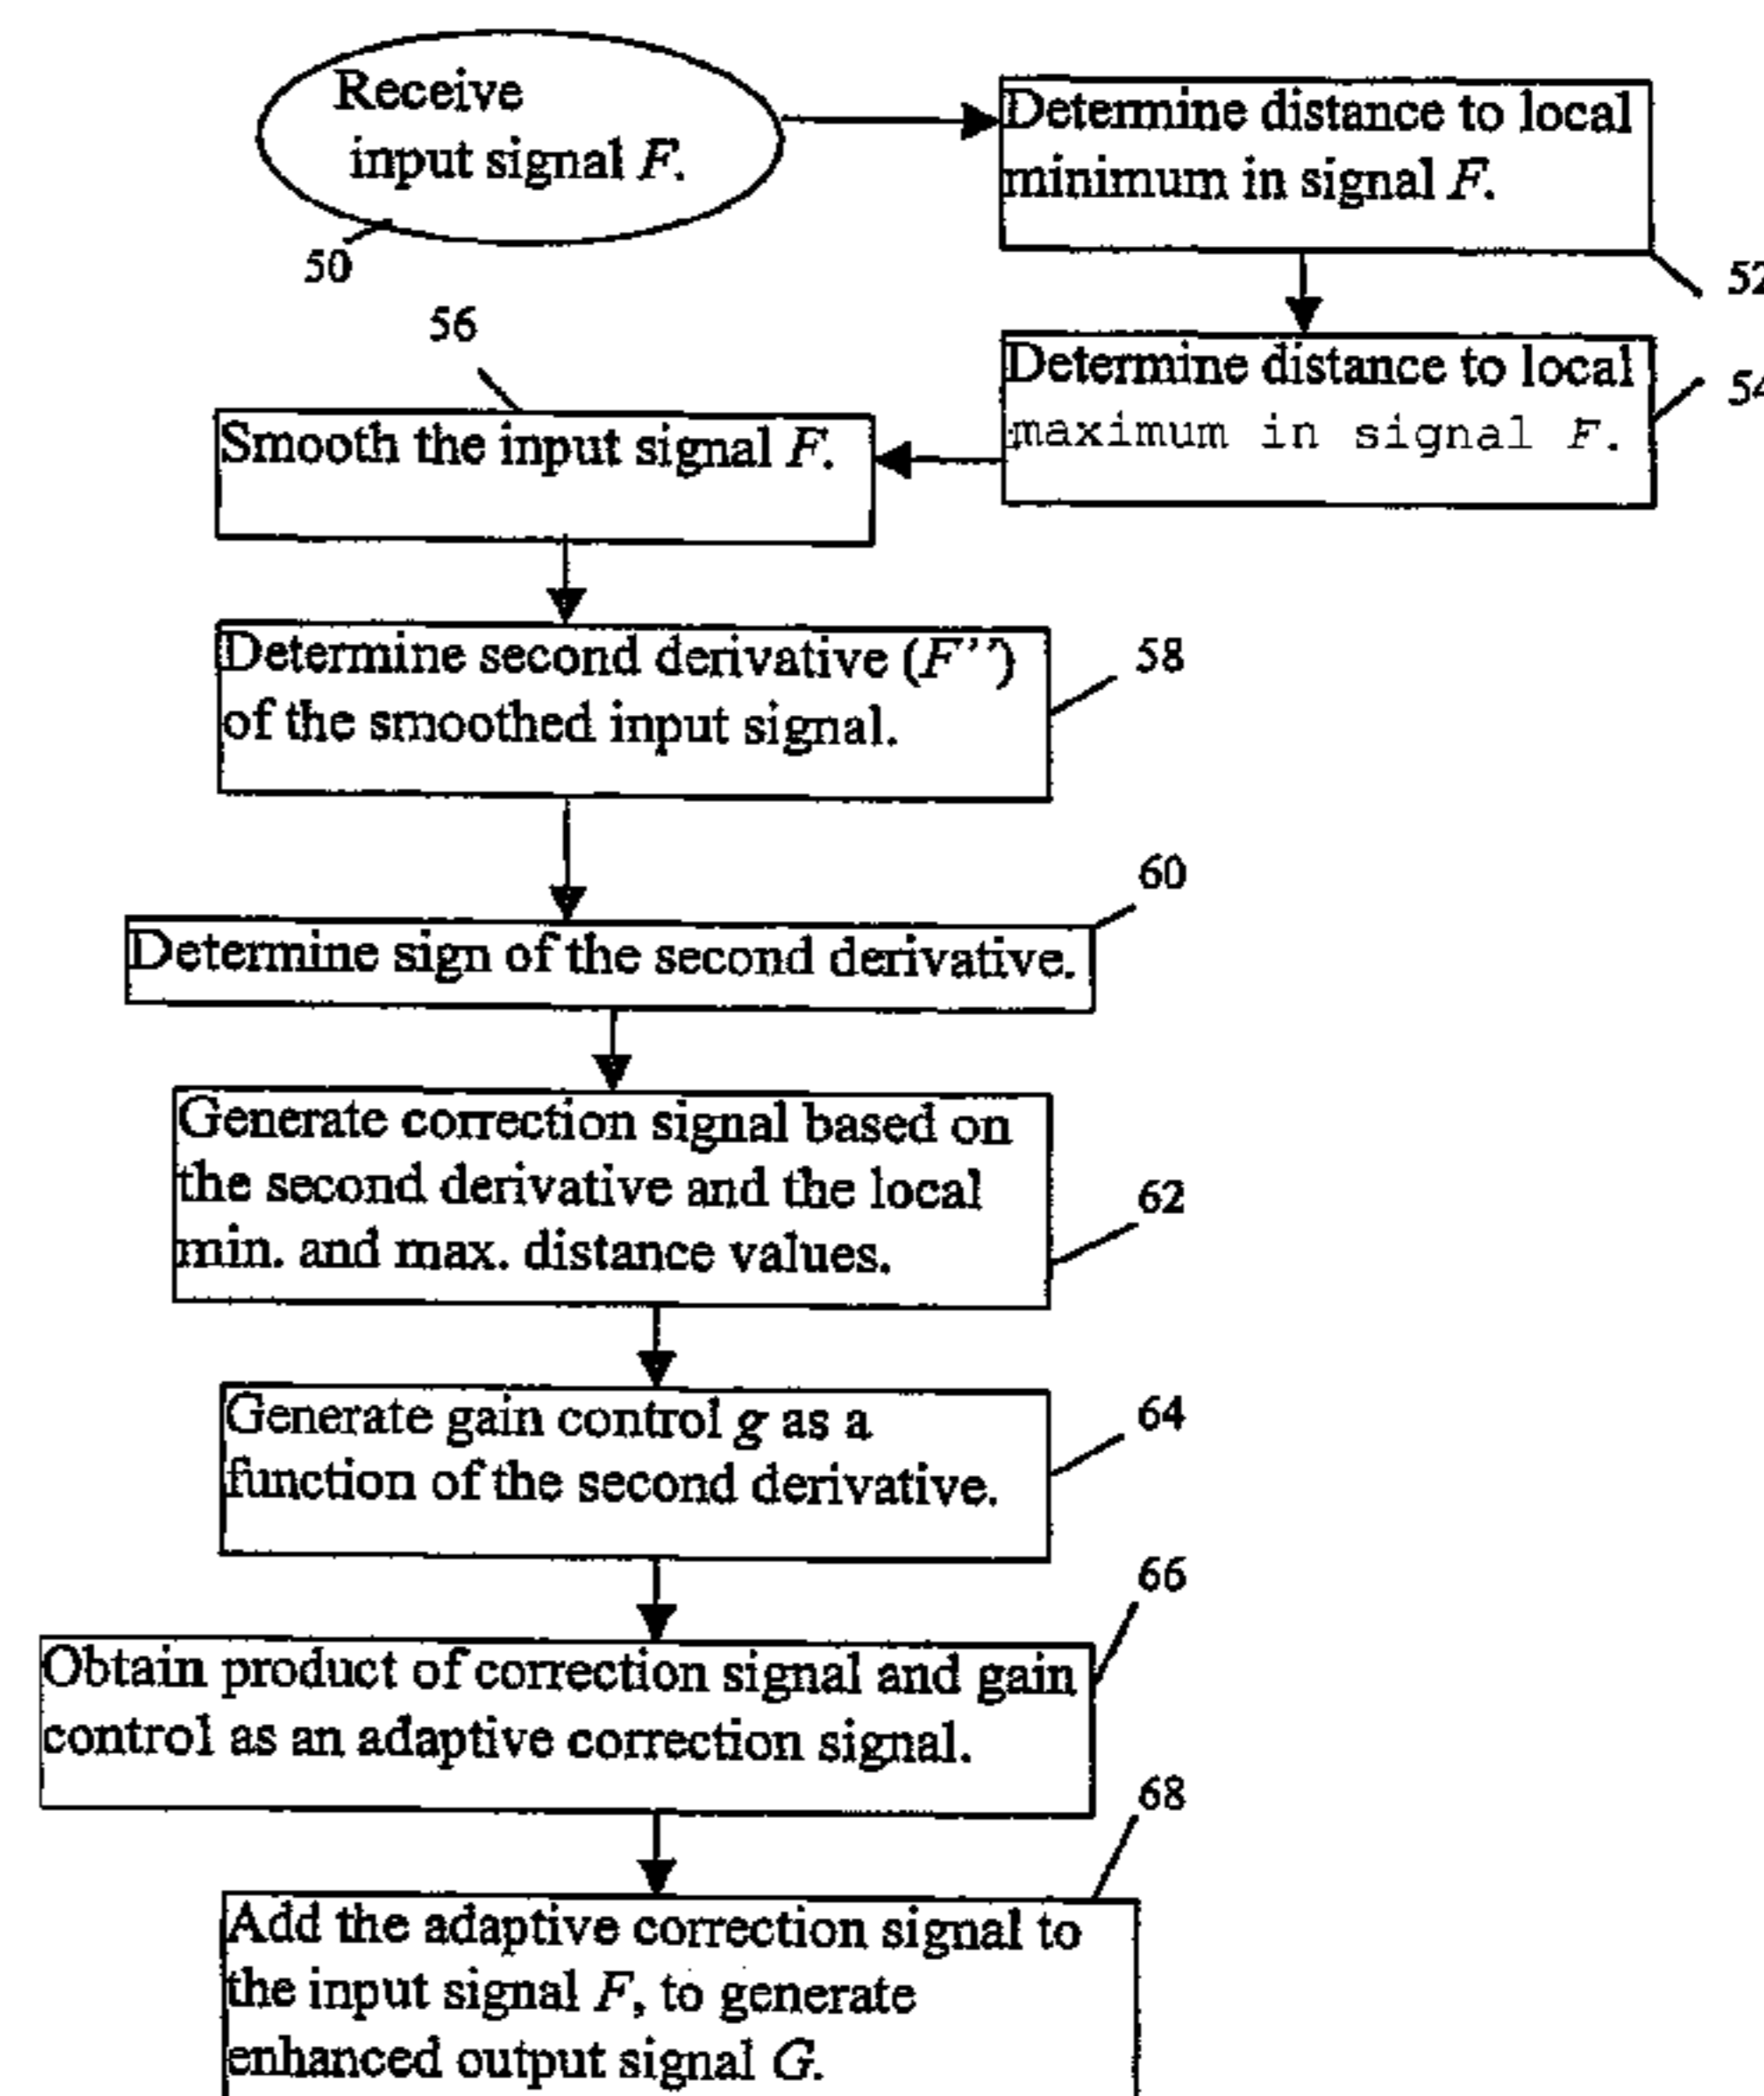 Receive
input signal F.
50
Determine distance to local
minimum in signal F.
52
Determine distance to local
maximum in signal F.
54
56
Smooth the input signal F.
Determine second derivative (F’’)
of the smoothed input signal.
58
60
Determine sign of the second derivative.
Generate correction signal based on
the second derivative and the local
min. and max. distance values.
62
Generate gain control g as a
function of the second derivative.
64
66
Obtain product of correction signal and gain
control as an adaptive correction signal.
68
Add the adaptive correction signal to
the input signal F, to generate
enhanced output signal G.